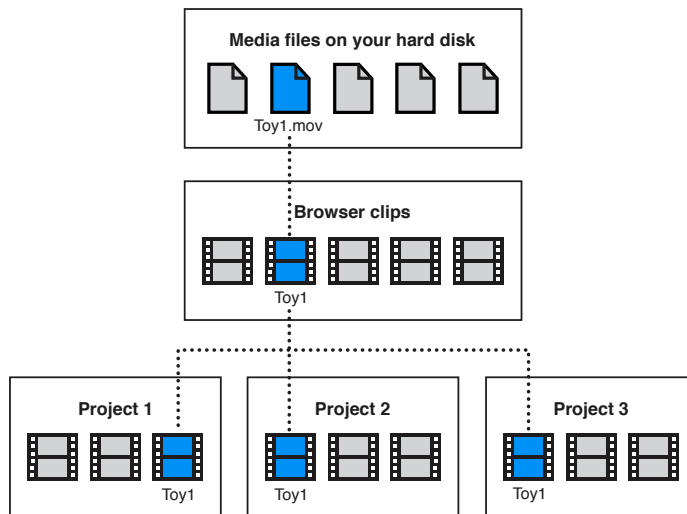 Media files on your hard disk
Toy1.mov
Browser clips
Toy1
Project 1
Toy1
Project 2
Toy1
Project 3
Toy1